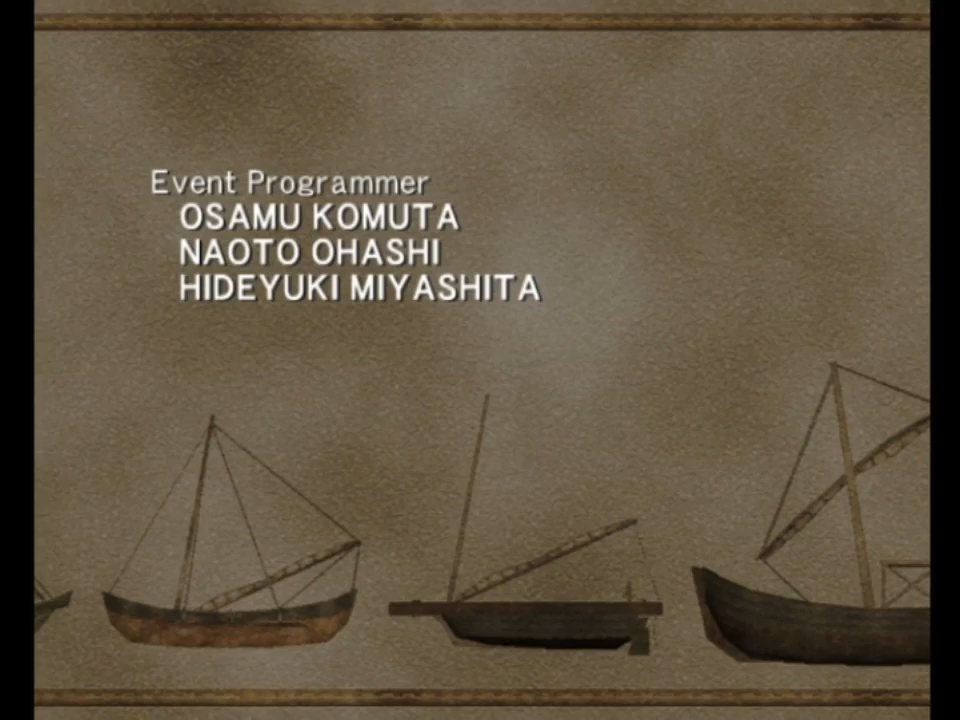 Event Programmer
OSAMU KOMUTA
NAOTO OHASHI
HIDEYUKI MIYASHITA